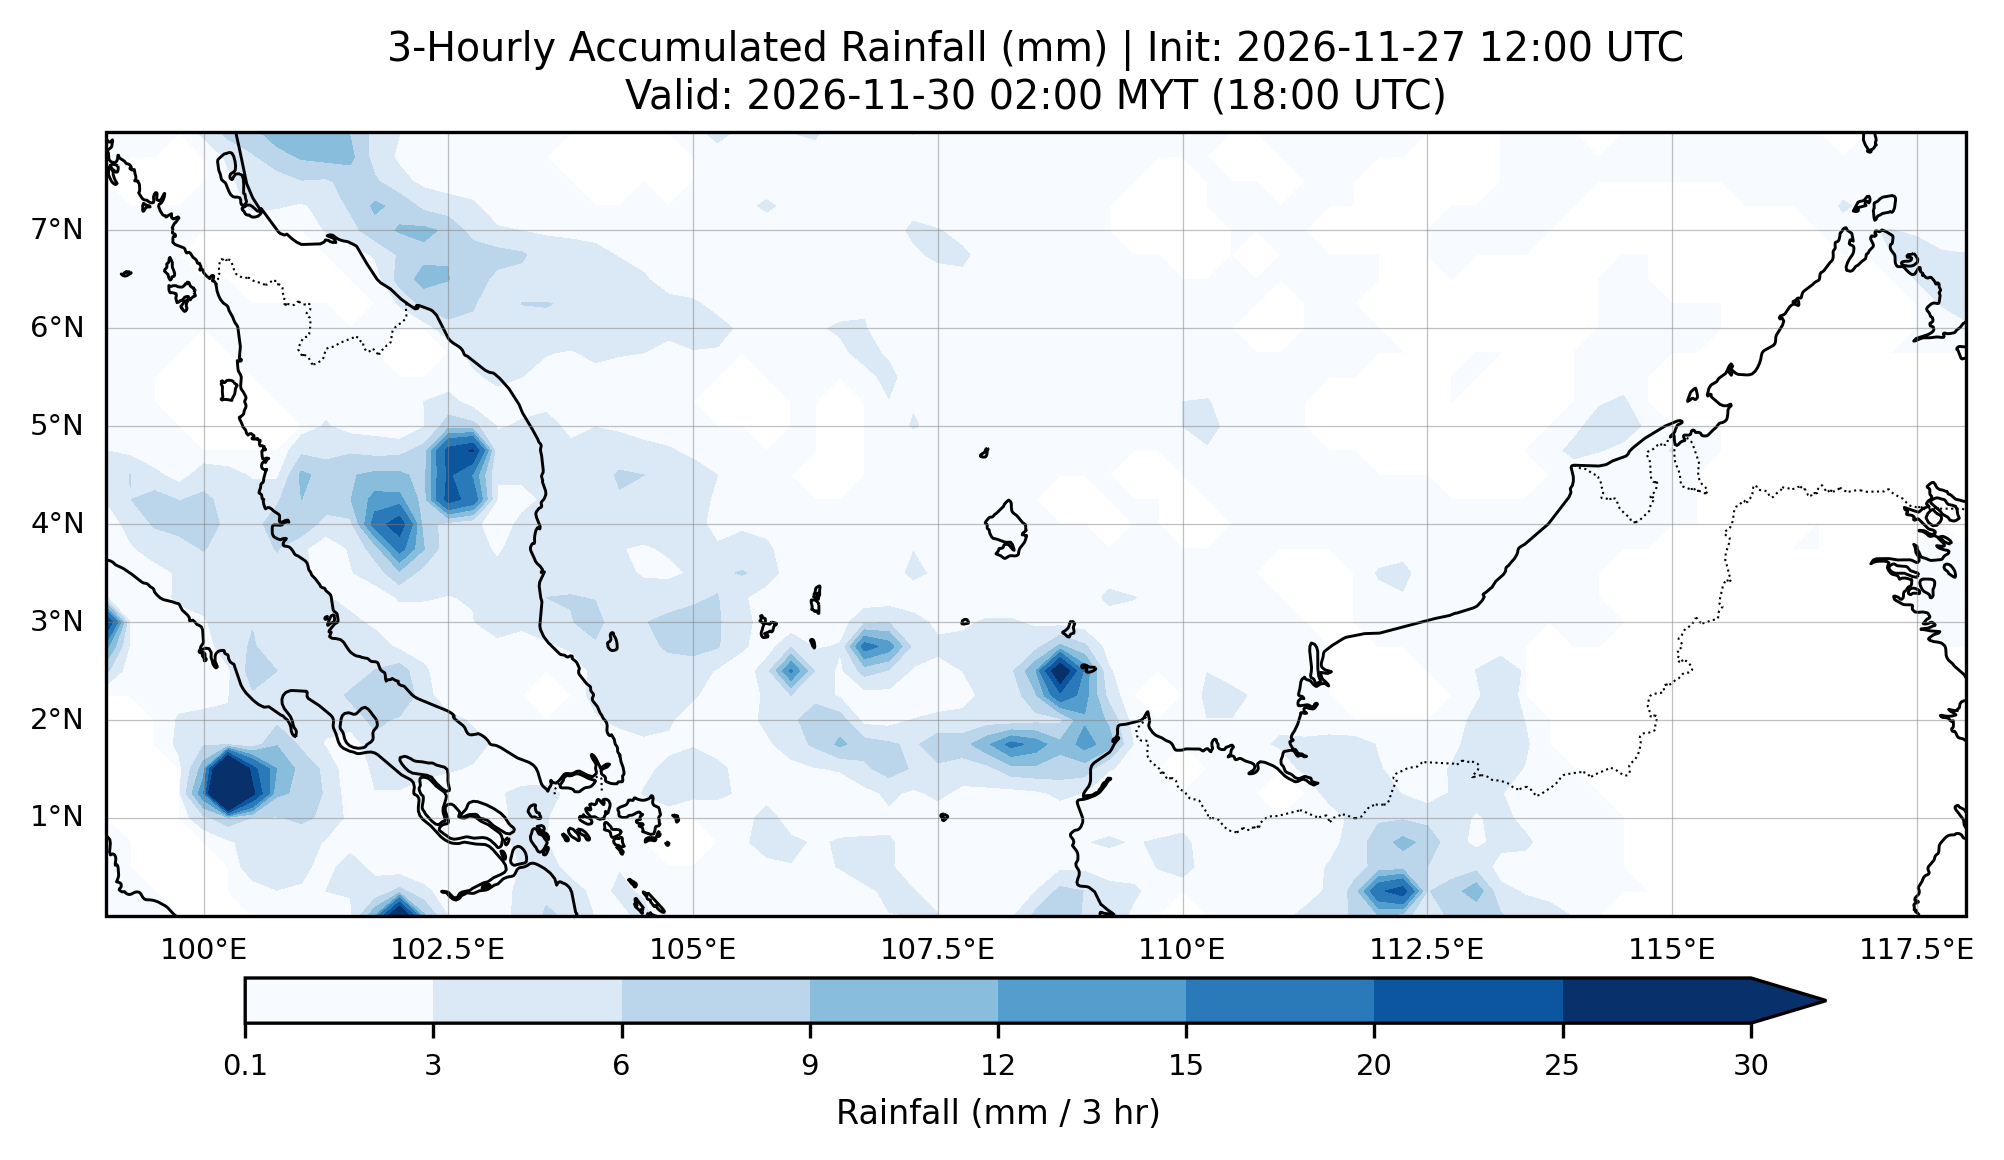 3-Hourly Accumulated Rainfall (mm) | Init: 2026-11-27 12:00 UTC
Valid: 2026-11-30 02:00 MYT (18:00 UTC)
7°N
6°N
5°N
4°N
3°N
2°N
1°N
100°E 102.5°E 105°E 107.5°E 110°E 112.5°E 115°E 117.5°E
0.1 3 6 9 12 15 20 25 30
Rainfall (mm / 3 hr)